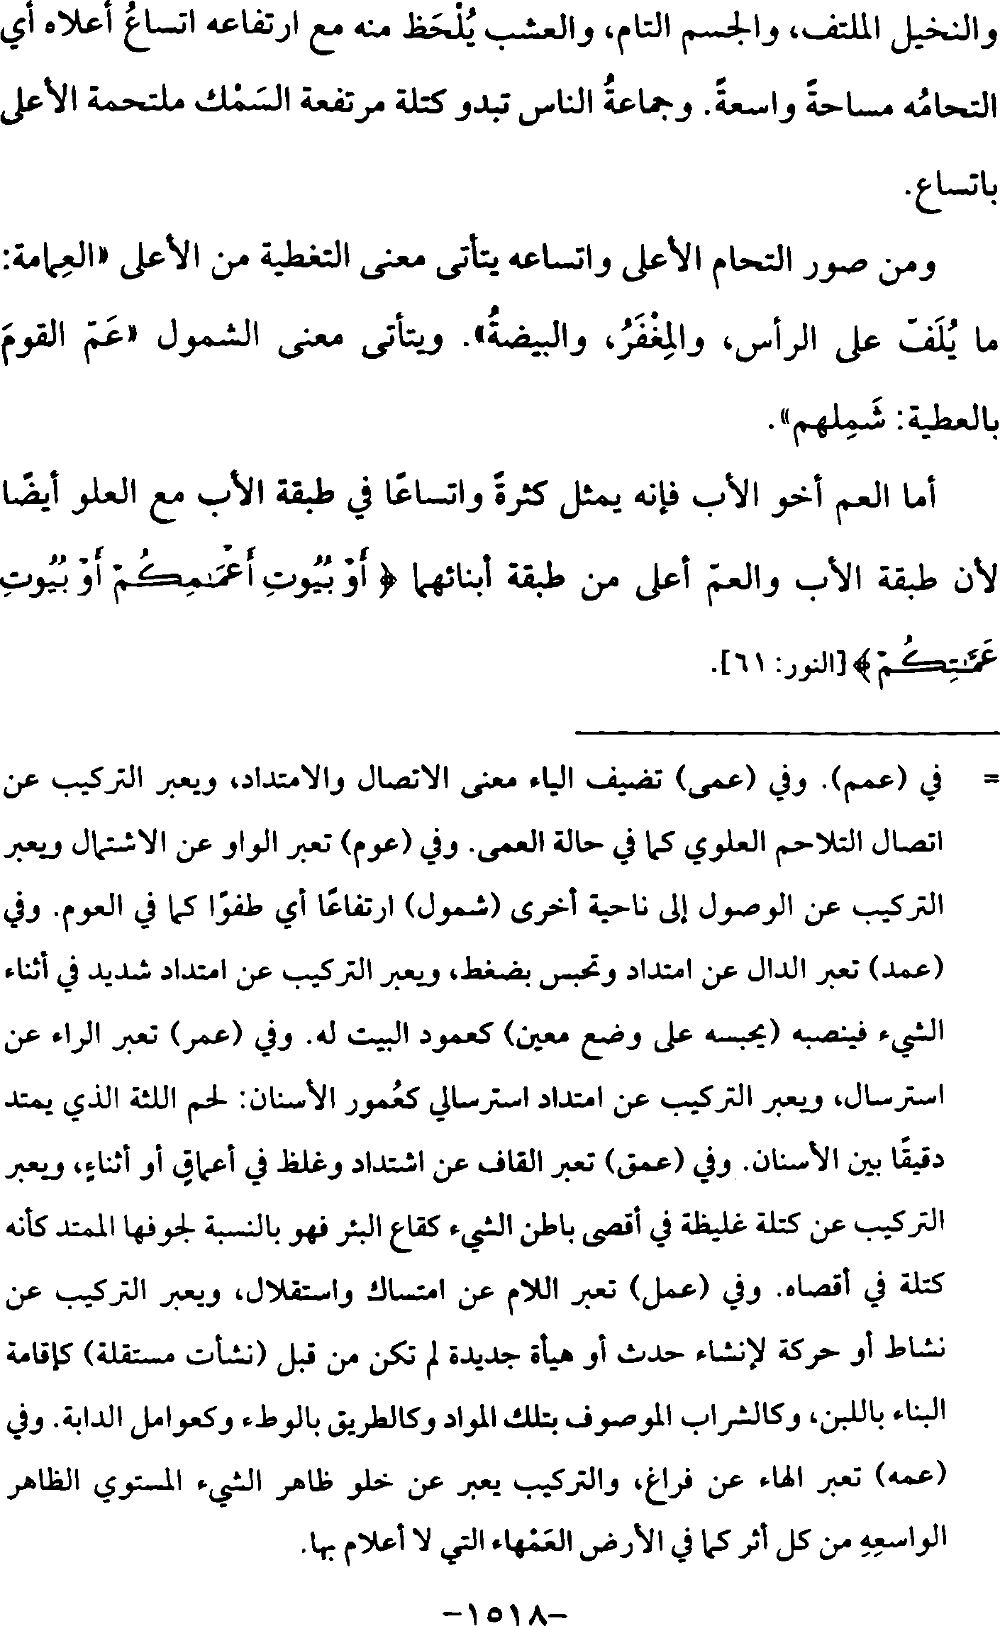 والنخيل الملتف، والجسم التام، والعشب يُلْحَظ منه مع ارتفاعه اتساعُ أعلاه أي
التحامُه مساحةً واسعةً. وجماعةُ الناس تبدو كتلة مرتفعة السَمْك ملتحمة الأعلى
باتساع.
ومن صور التحام الأعلى واتساعه يتأتى معنى التغطية من الأعلى «العِمامة:
ما يُلَفّ على الرأس، والمِغْفَرُ، والبيضةُ». ويتأتى معنى الشمول «عَمّ القومَ
بالعطية: شَمِلهم».
أما العم أخو الأب فإنه يمثل كثرةً واتساعًا في طبقة الأب مع العلو أيضًا
لأن طبقة الأب والعمّ أعلى من طبقة أبنائهما ﴿ أَوْ بُيُوتِ أَعْمَـٰمِكُمْ أَوْ بُيُوتِ
عَمَّـٰتِكُمْ ﴾ [النور: ٦١].
= في (عمم). وفي (عمى) تضيف الياء معنى الاتصال والامتداد، ويعبر التركيب عن
اتصال التلاحم العلوي كما في حالة العمى. وفي (عوم) تعبر الواو عن الاشتمال ويعبر
التركيب عن الوصول إلى ناحية أخرى (شمول) ارتفاعًا أي طفوًا كما في العوم. وفي
(عمد) تعبر الدال عن امتداد وتحبس بضغط، ويعبر التركيب عن امتداد شديد في أثناء
الشيء فينصبه (يحبسه على وضع معين) كعمود البيت له. وفي (عمر) تعبر الراء عن
استرسال، ويعبر التركيب عن امتداد استرسالي كعُمور الأسنان: لحم اللثة الذي يمتد
دقيقًا بين الأسنان. وفي (عمق) تعبر القاف عن اشتداد وغلظ في أعماقٍ أو أثناءٍ، ويعبر
التركيب عن كتلة غليظة في أقصى باطن الشيء كقاع البئر فهو بالنسبة لجوفها الممتد كأنه
كتلة في أقصاه. وفي (عمل) تعبر اللام عن امتساك واستقلال، ويعبر التركيب عن
نشاط أو حركة لإنشاء حدث أو هيأة جديدة لم تكن من قبل (نشأت مستقلة) كإقامة
البناء باللبن، وكالشراب الموصوف بتلك المواد وكالطريق بالوطء وكعوامل الدابة. وفي
(عمه) تعبر الهاء عن فراغ، والتركيب يعبر عن خلو ظاهر الشيء المستوي الظاهر
الواسعِهِ من كل أثر كما في الأرض العَمْهاء التي لا أعلام بها.
-١٥١٨-